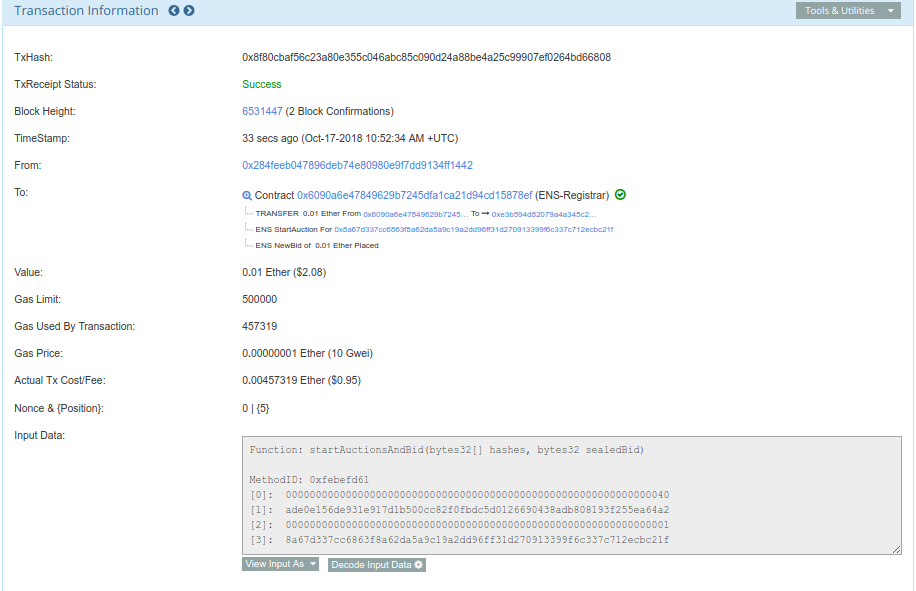 Transaction Information
Tools & Utilities
TxHash: 0x8f80cbaf56c23a80e355c046abc85c090d24a88be4a25c99907ef0264bd66808
TxReceipt Status: Success
Block Height: 6531447 (2 Block Confirmations)
TimeStamp: 33 secs ago (Oct-17-2018 10:52:34 AM +UTC)
From: 0x284feeb047896deb74e80980e9f7dd9134ff1442
To: Contract 0x6090a6e47849629b7245dfa1ca21d94cd15878ef (ENS-Registrar)
TRANSFER 0.01 Ether From 0x6090a6e47849629b7245... To → 0xe3b594d82079a4a345c2...
ENS StartAuction For 0x8a67d337cc6863f8a62da5a9c19a2dd96ff31d270913399f6c337c712ecbc21f
ENS NewBid of 0.01 Ether Placed
Value: 0.01 Ether ($2.08)
Gas Limit: 500000
Gas Used By Transaction: 457319
Gas Price: 0.00000001 Ether (10 Gwei)
Actual Tx Cost/Fee: 0.00457319 Ether ($0.95)
Nonce & {Position}: 0 | {5}
Input Data:
Function: startAuctionsAndBid(bytes32[] hashes, bytes32 sealedBid)
MethodID: 0xfebefd61
[0]: 0000000000000000000000000000000000000000000000000000000000000040
[1]: ade0e156de931e917d1b500cc82f0fbdc5d0126690438adb808193f255ea64a2
[2]: 0000000000000000000000000000000000000000000000000000000000000001
[3]: 8a67d337cc6863f8a62da5a9c19a2dd96ff31d270913399f6c337c712ecbc21f
View Input As
Decode Input Data